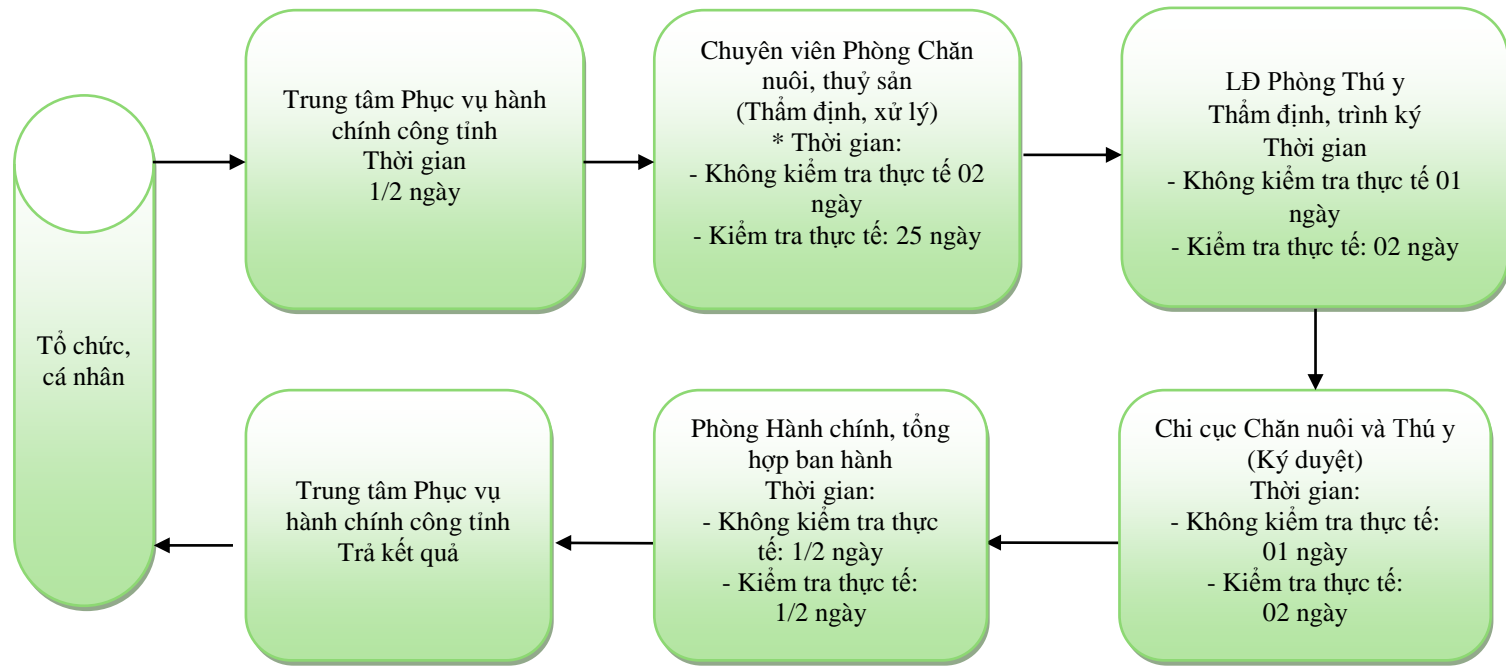 Tổ chức,
cá nhân
Trung tâm Phục vụ hành
chính công tỉnh
Thời gian
1/2 ngày
Chuyên viên Phòng Chăn
nuôi, thuỷ sản
(Thẩm định, xử lý)
* Thời gian:
- Không kiểm tra thực tế 02
ngày
- Kiểm tra thực tế: 25 ngày
LĐ Phòng Thú y
Thẩm định, trình ký
Thời gian
- Không kiểm tra thực tế 01
ngày
- Kiểm tra thực tế: 02 ngày
Chi cục Chăn nuôi và Thú y
(Ký duyệt)
Thời gian:
- Không kiểm tra thực tế:
01 ngày
- Kiểm tra thực tế:
02 ngày
Phòng Hành chính, tổng
hợp ban hành
Thời gian:
- Không kiểm tra thực
tế: 1/2 ngày
- Kiểm tra thực tế:
1/2 ngày
Trung tâm Phục vụ
hành chính công tỉnh
Trả kết quả